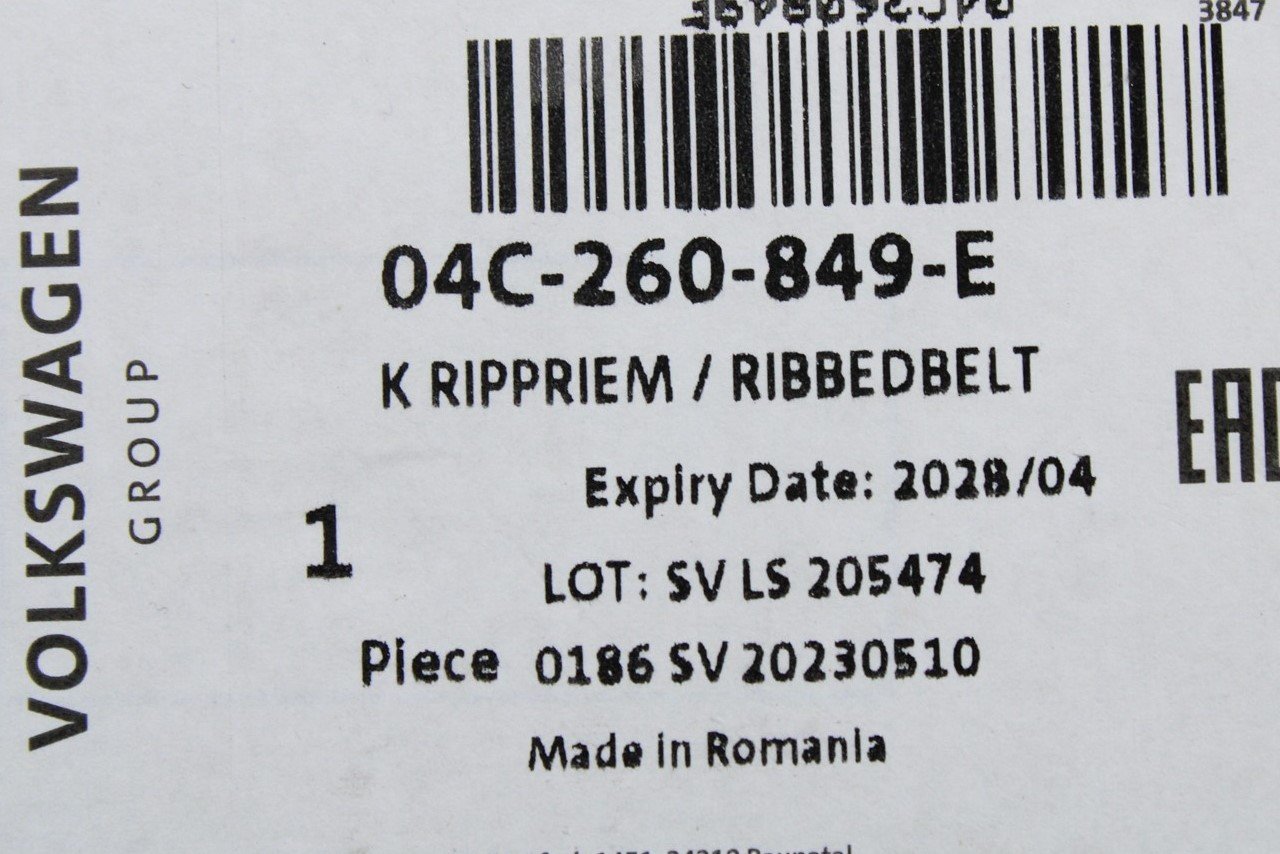 3847
04C-260-849-E
K RIPPRIEM / RIBBEDBELT
Expiry Date: 2028/04
1
LOT: SV LS 205474
Piece 0186 SV 20230510
Made in Romania
VOLKSWAGEN
GROUP
EAC